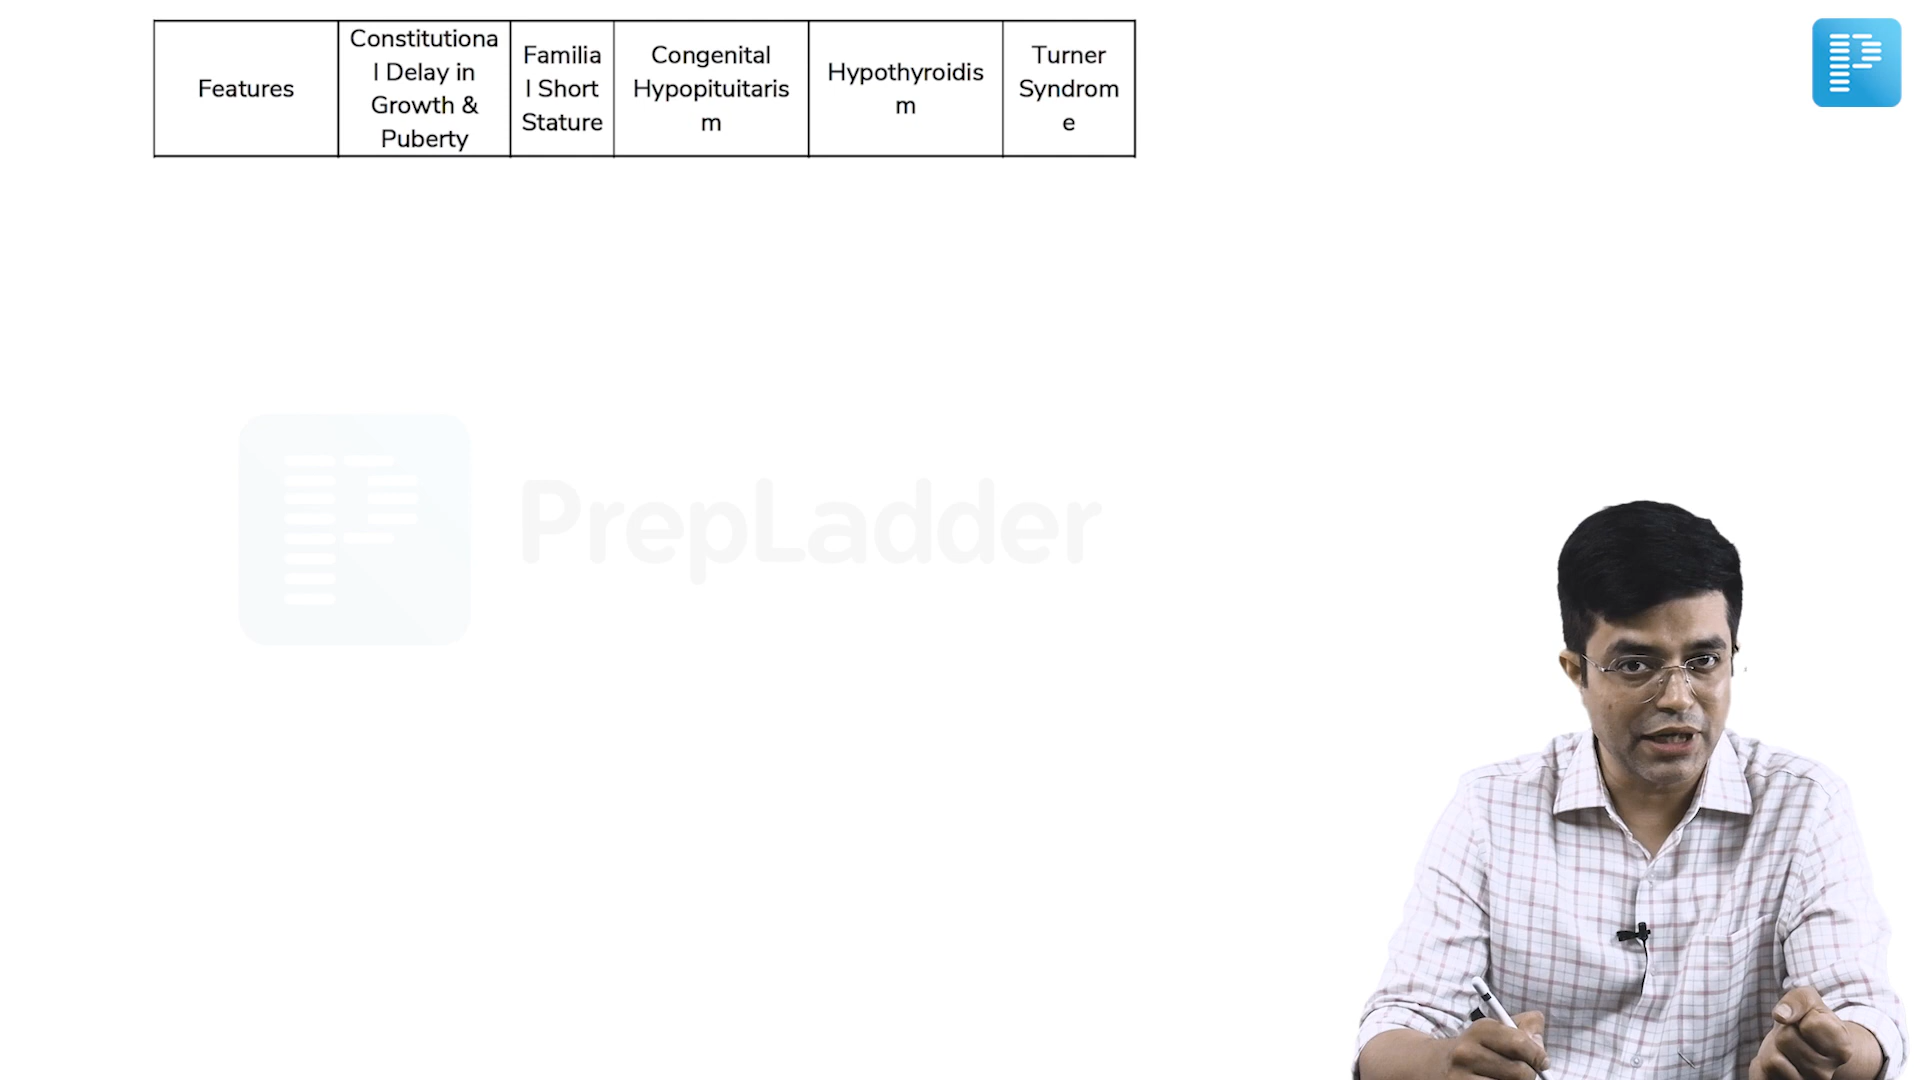 Features
Constitutiona
l Delay in
Growth &
Puberty
Familia
l Short
Stature
Congenital
Hypopituitaris
m
Hypothyroidis
m
Turner
Syndrom
e
PrepLadder